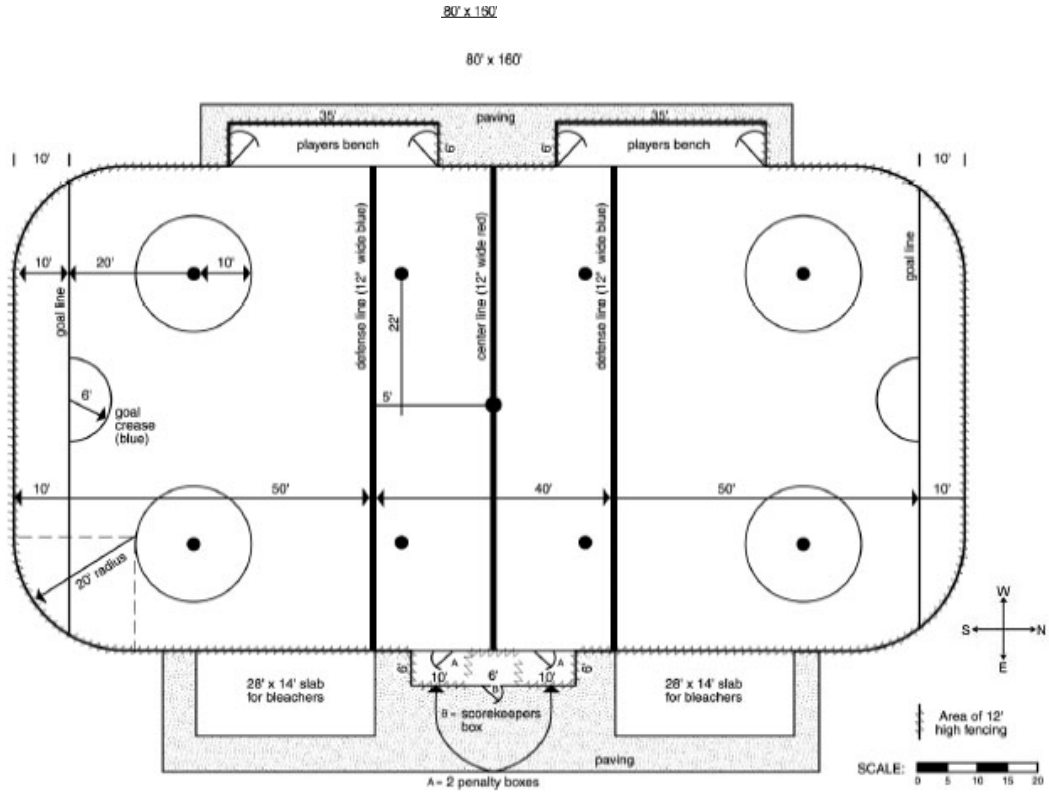 80' x 160'
80' x 160'
35'
paving
35'
players bench
6'
6'
players bench
10'
10'
10'
20'
10'
goal line
defense line (12" wide blue)
22'
center line (12" wide red)
defense line (12" wide blue)
goal line
5'
6'
goal
crease
(blue)
10'
50'
40'
50'
10'
20' radius
W
S
N
E
6'
A
A
6'
10'
6'
10'
B
28' x 14' slab
for bleachers
28' x 14' slab
for bleachers
B = scorekeepers
box
Area of 12'
high fencing
paving
A = 2 penalty boxes
SCALE:
0 5 10 15 20